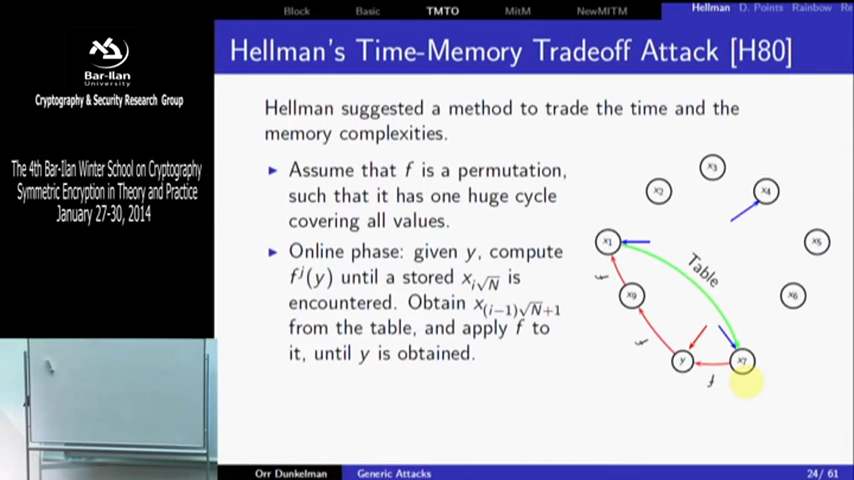 Block Basic TMTO MitM NewMITM Hellman D. Points Rainbow Re
Bar-Ilan
University
Cryptography & Security Research Group
The 4th Bar-Ilan Winter School on Cryptography
Symmetric Encryption in Theory and Practice
January 27-30, 2014
Hellman's Time-Memory Tradeoff Attack [H80]
Hellman suggested a method to trade the time and the
memory complexities.
▶ Assume that f is a permutation,
such that it has one huge cycle
covering all values.
▶ Online phase: given y, compute
f^j(y) until a stored x_{i√N} is
encountered. Obtain x_{(i−1)√N+1}
from the table, and apply f to
it, until y is obtained.
x3
x2
x4
x1
x5
Table
f
x9
x6
f
y
x7
f
Orr Dunkelman Generic Attacks 24/ 61